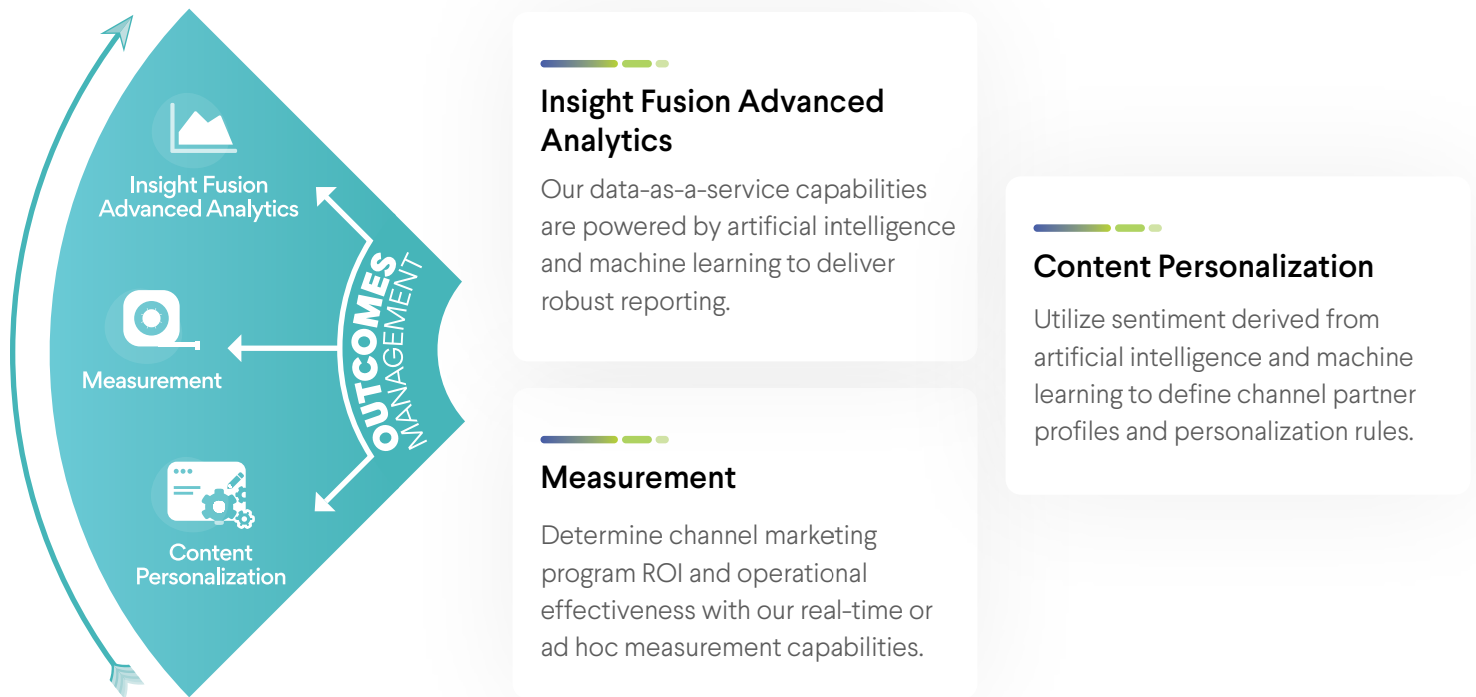 Insight Fusion
Advanced Analytics
Measurement
Content
Personalization
OUTCOMES
MANAGEMENT
Insight Fusion Advanced
Analytics
Our data-as-a-service capabilities
are powered by artificial intelligence
and machine learning to deliver
robust reporting.
Measurement
Determine channel marketing
program ROI and operational
effectiveness with our real-time or
ad hoc measurement capabilities.
Content Personalization
Utilize sentiment derived from
artificial intelligence and machine
learning to define channel partner
profiles and personalization rules.